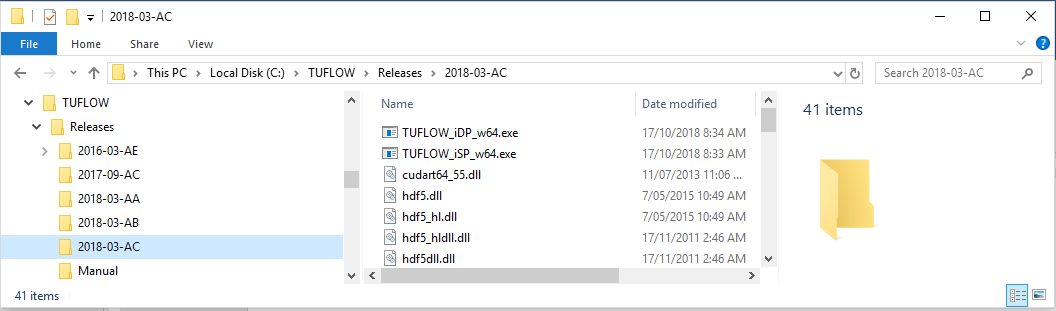 2018-03-AC
File Home Share View
This PC Local Disk (C:) TUFLOW Releases 2018-03-AC Search 2018-03-AC
TUFLOW
Releases
2016-03-AE
2017-09-AC
2018-03-AA
2018-03-AB
2018-03-AC
Manual
Name Date modified
TUFLOW_iDP_w64.exe 17/10/2018 8:34 AM
TUFLOW_iSP_w64.exe 17/10/2018 8:33 AM
cudart64_55.dll 11/07/2013 11:06 ...
hdf5.dll 7/05/2015 10:49 AM
hdf5_hl.dll 7/05/2015 10:49 AM
hdf5_hldll.dll 17/11/2011 2:46 AM
hdf5dll.dll 17/11/2011 2:46 AM
41 items
41 items